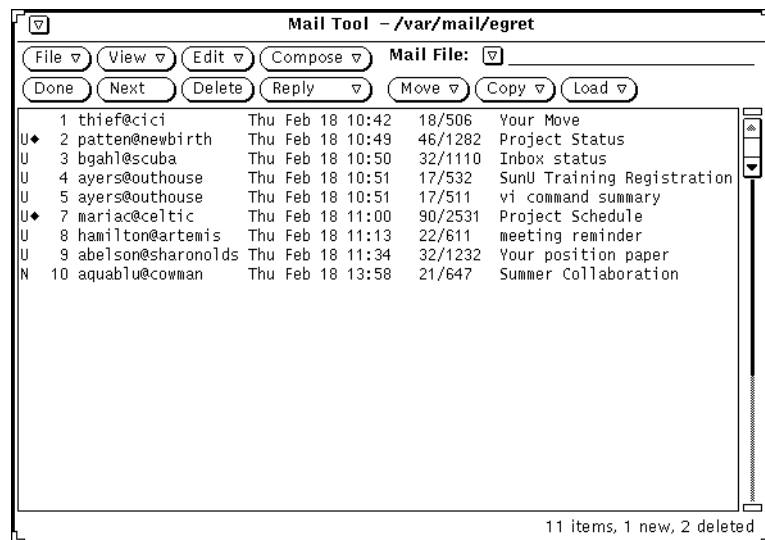 Mail Tool – /var/mail/egret
File View Edit Compose Mail File:
Done Next Delete Reply Move Copy Load
1 thief@cici Thu Feb 18 10:42 18/506 Your Move
U◆ 2 patten@newbirth Thu Feb 18 10:49 46/1282 Project Status
U 3 bgahl@scuba Thu Feb 18 10:50 32/1110 Inbox status
U 4 ayers@outhouse Thu Feb 18 10:51 17/532 SunU Training Registration
U 5 ayers@outhouse Thu Feb 18 10:51 17/511 vi command summary
U◆ 7 mariac@celtic Thu Feb 18 11:00 90/2531 Project Schedule
U 8 hamilton@artemis Thu Feb 18 11:13 22/611 meeting reminder
U 9 abelson@sharonolds Thu Feb 18 11:34 32/1232 Your position paper
N 10 aquablu@cowman Thu Feb 18 13:58 21/647 Summer Collaboration
11 items, 1 new, 2 deleted